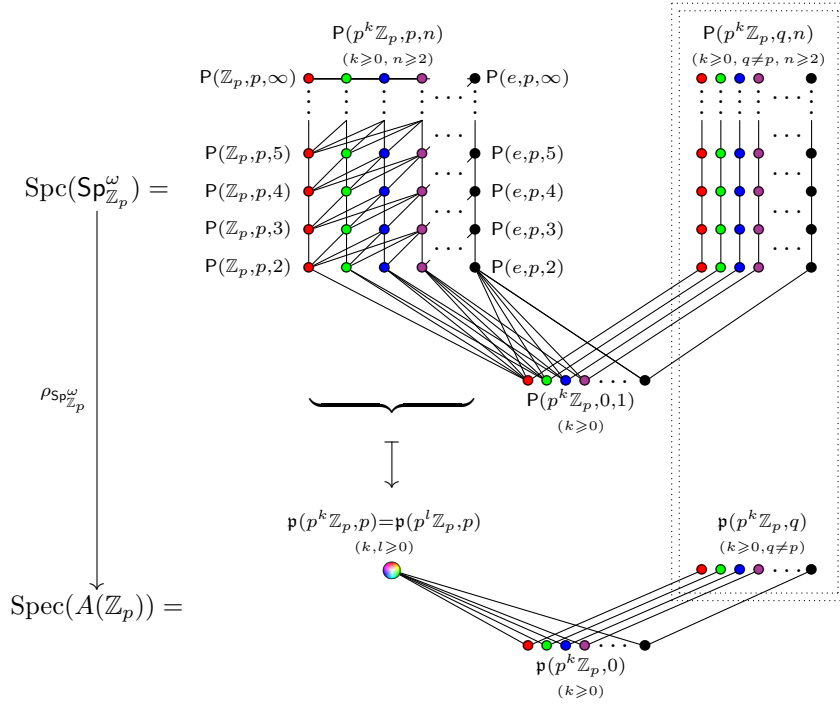 P(p^k ℤ_p,p,n) P(p^k ℤ_p,q,n)
(k⩾0, n⩾2) (k⩾0, q≠p, n⩾2)
P(ℤ_p,p,∞) P(e,p,∞)
P(ℤ_p,p,5) P(e,p,5)
Spc(Sp^ω_{ℤ_p}) = P(ℤ_p,p,4) P(e,p,4)
P(ℤ_p,p,3) P(e,p,3)
P(ℤ_p,p,2) P(e,p,2)
ρ_{Sp^ω_{ℤ_p}}
P(p^k ℤ_p,0,1)
(k⩾0)
𝔭(p^k ℤ_p,p)=𝔭(p^l ℤ_p,p) 𝔭(p^k ℤ_p,q)
(k,l⩾0) (k⩾0,q≠p)
Spec(A(ℤ_p)) =
𝔭(p^k ℤ_p,0)
(k⩾0)